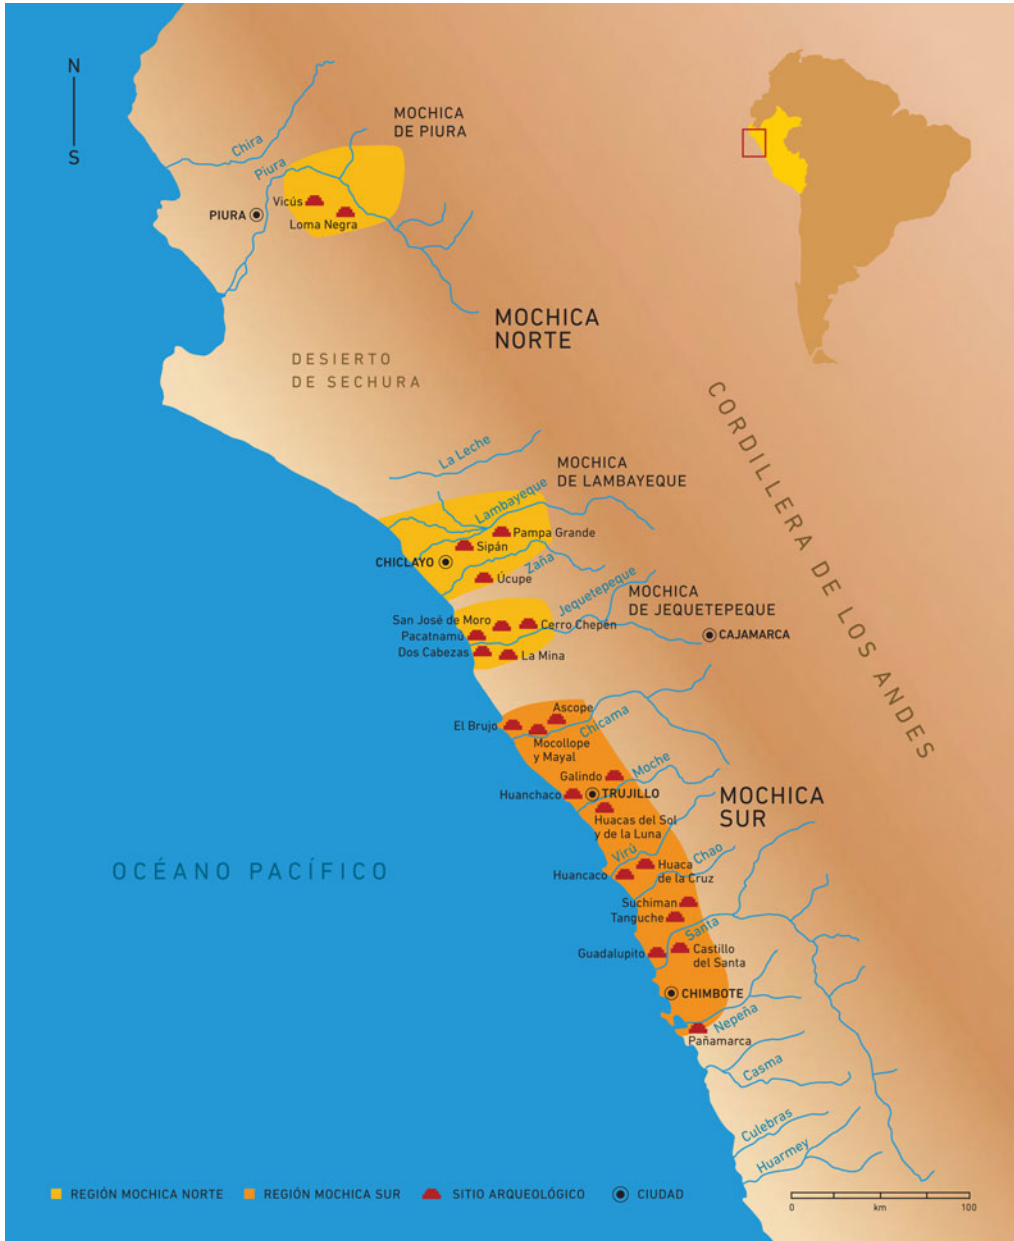 N
S
Chira
MOCHICA
DE PIURA
Piura
Vicús
PIURA
Loma Negra
MOCHICA
NORTE
DESIERTO
DE SECHURA
CORDILLERA DE LOS ANDES
La Leche
MOCHICA
DE LAMBAYEQUE
Lambayeque
Pampa Grande
Sipán
CHICLAYO
Zaña
Úcupe
Jequetepeque
MOCHICA
DE JEQUETEPEQUE
San José de Moro
Cerro Chepen
Pacatnamú
CAJAMARCA
Dos Cabezas
La Mina
Ascope
El Brujo
Chicama
Mocollope
y Mayal
Galindo
Moche
Huanchaco
TRUJILLO
MOCHICA
SUR
Huacas del Sol
y de la Luna
Virú
Chao
OCÉANO PACÍFICO
Huancaco
Huaca
de la Cruz
Suchiman
Tanguche
Santa
Guadalupito
Castillo
del Santa
CHIMBOTE
Nepeña
Pañamarca
Casma
Culebras
Huarmey
REGIÓN MOCHICA NORTE
REGIÓN MOCHICA SUR
SITIO ARQUEOLÓGICO
CIUDAD
0 km 100